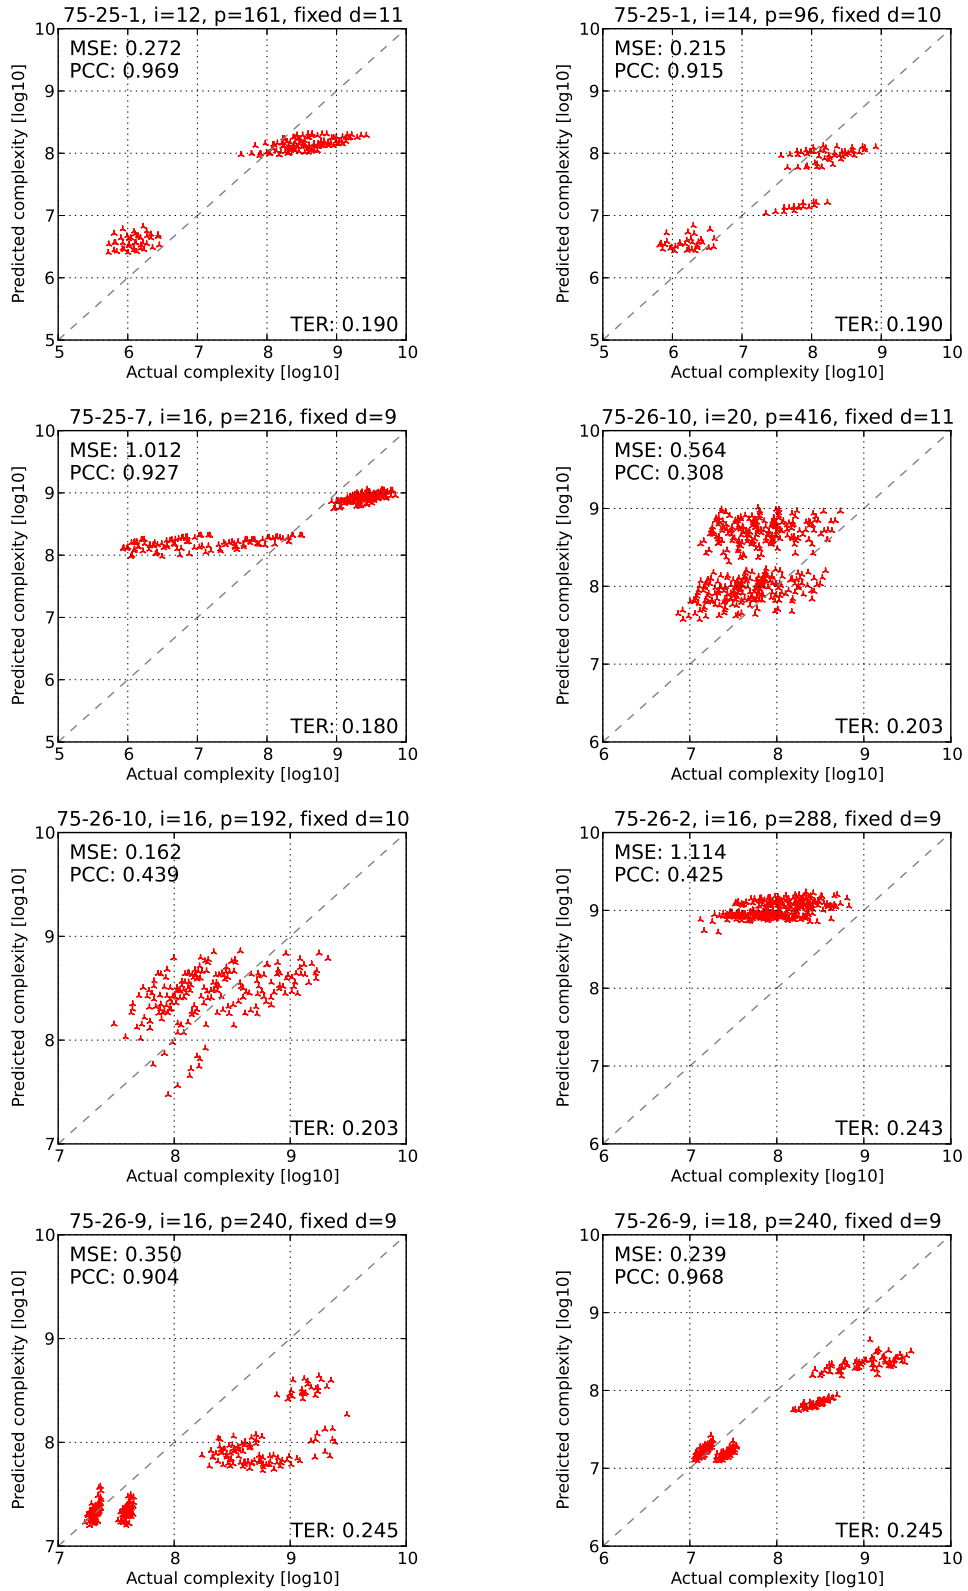 75-25-1, i=12, p=161, fixed d=11
MSE: 0.272
PCC: 0.969
TER: 0.190
10
9
8
7
6
5
5 6 7 8 9 10
Predicted complexity [log10]
Actual complexity [log10]
75-25-1, i=14, p=96, fixed d=10
MSE: 0.215
PCC: 0.915
TER: 0.190
10
9
8
7
6
5
5 6 7 8 9 10
Predicted complexity [log10]
Actual complexity [log10]
75-25-7, i=16, p=216, fixed d=9
MSE: 1.012
PCC: 0.927
TER: 0.180
10
9
8
7
6
5
5 6 7 8 9 10
Predicted complexity [log10]
Actual complexity [log10]
75-26-10, i=20, p=416, fixed d=11
MSE: 0.564
PCC: 0.308
TER: 0.203
10
9
8
7
6
6 7 8 9 10
Predicted complexity [log10]
Actual complexity [log10]
75-26-10, i=16, p=192, fixed d=10
MSE: 0.162
PCC: 0.439
TER: 0.203
10
9
8
7
7 8 9 10
Predicted complexity [log10]
Actual complexity [log10]
75-26-2, i=16, p=288, fixed d=9
MSE: 1.114
PCC: 0.425
TER: 0.243
10
9
8
7
6
6 7 8 9 10
Predicted complexity [log10]
Actual complexity [log10]
75-26-9, i=16, p=240, fixed d=9
MSE: 0.350
PCC: 0.904
TER: 0.245
10
9
8
7
7 8 9 10
Predicted complexity [log10]
Actual complexity [log10]
75-26-9, i=18, p=240, fixed d=9
MSE: 0.239
PCC: 0.968
TER: 0.245
10
9
8
7
6
6 7 8 9 10
Predicted complexity [log10]
Actual complexity [log10]